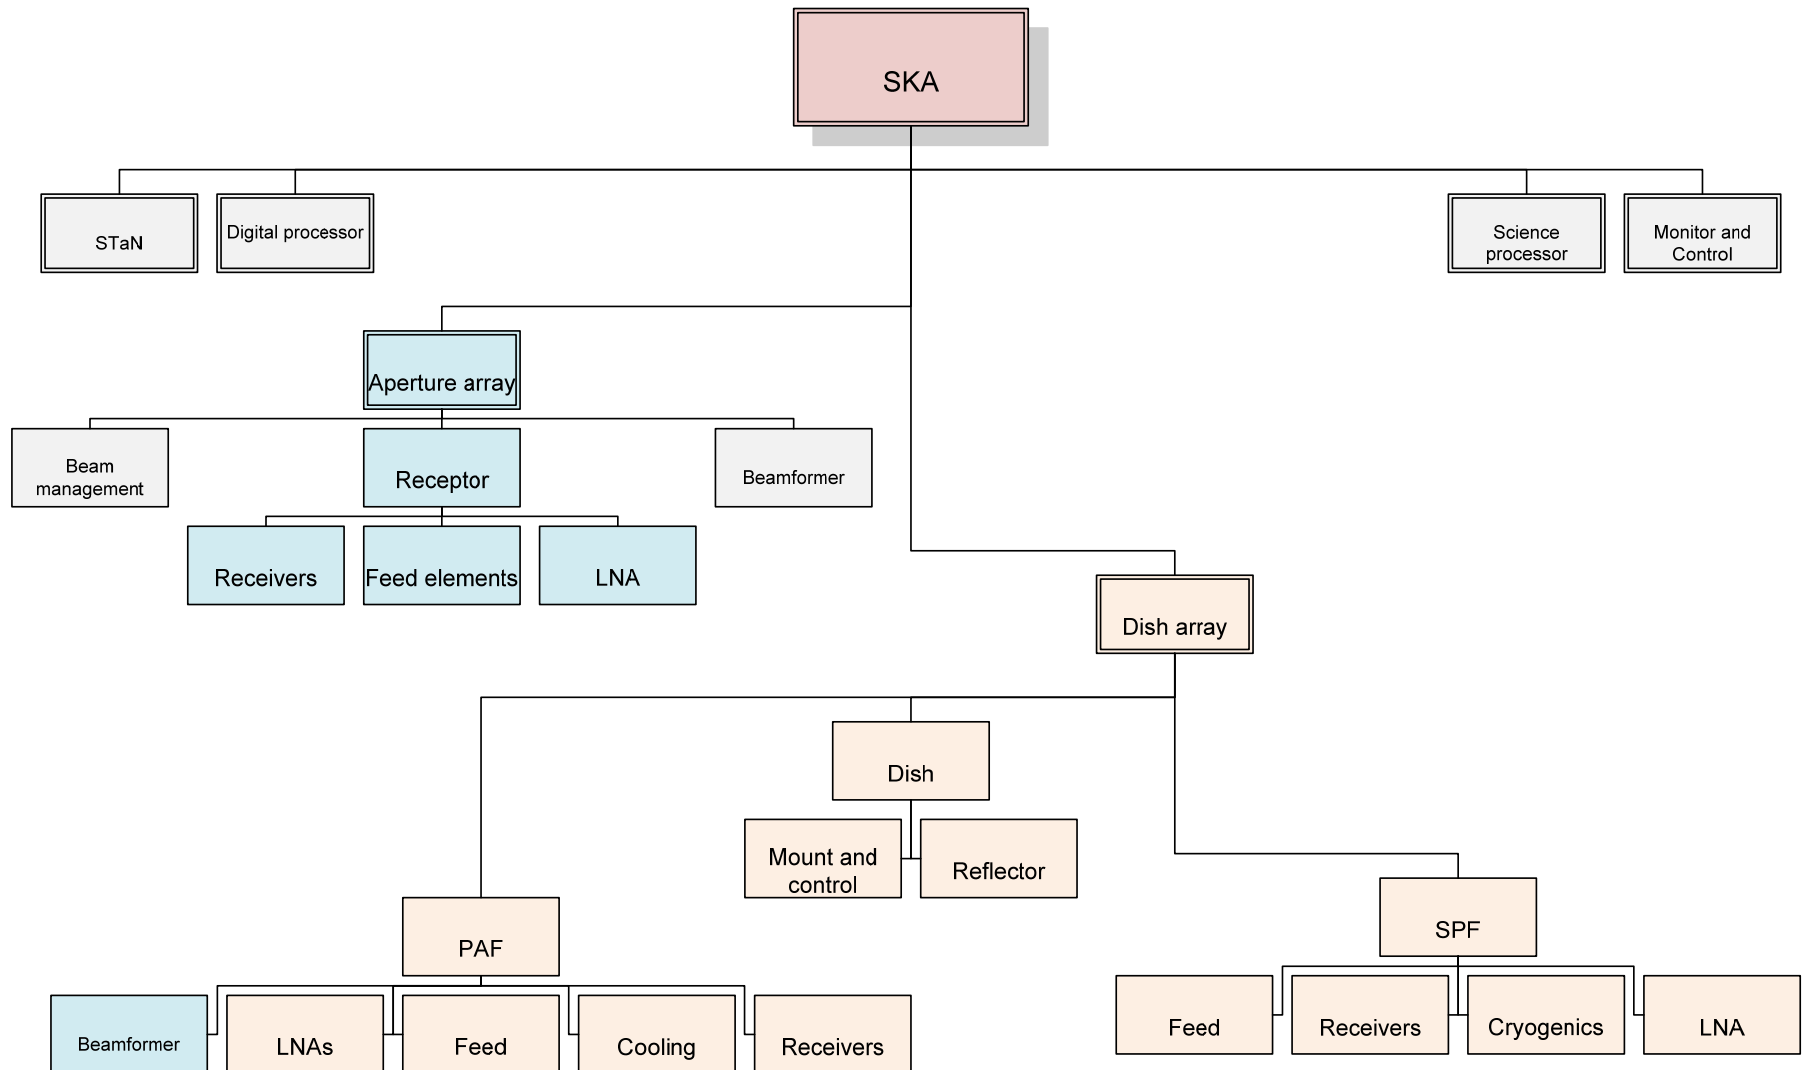 SKA
STaN
Digital processor
Science
processor
Monitor and
Control
Aperture array
Beam
management
Receptor
Beamformer
Receivers
Feed elements
LNA
Dish array
Dish
Mount and
control
Reflector
PAF
SPF
Beamformer
LNAs
Feed
Cooling
Receivers
Feed
Receivers
Cryogenics
LNA